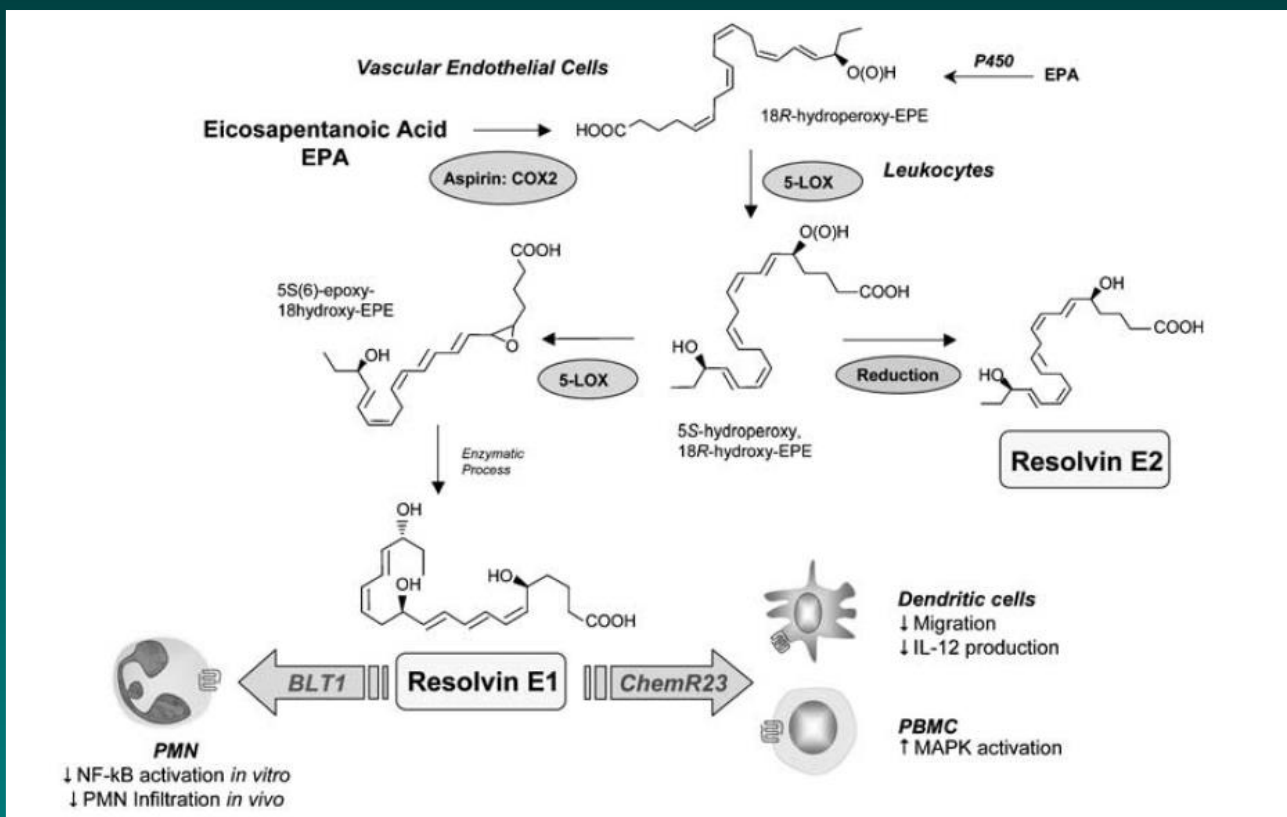 Vascular Endothelial Cells
O(O)H
P450
EPA
18R-hydroperoxy-EPE
HOOC
Eicosapentanoic Acid
EPA
Aspirin: COX2
5-LOX
Leukocytes
O(O)H
COOH
HO
5S-hydroperoxy,
18R-hydroxy-EPE
COOH
5S(6)-epoxy-
18hydroxy-EPE
O
OH
5-LOX
Reduction
OH
COOH
HO
Resolvin E2
Enzymatic
Process
OH
OH
HO
COOH
BLT1
Resolvin E1
ChemR23
PMN
↓NF-kB activation in vitro
↓PMN Infiltration in vivo
Dendritic cells
↓Migration
↓IL-12 production
PBMC
↑MAPK activation